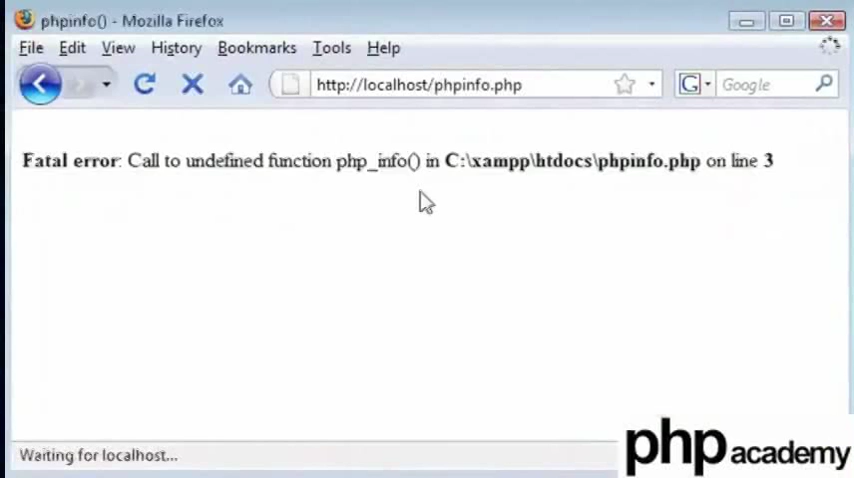 phpinfo() - Mozilla Firefox
File Edit View History Bookmarks Tools Help
http://localhost/phpinfo.php G Google
Fatal error: Call to undefined function php_info() in C:\xampp\htdocs\phpinfo.php on line 3
Waiting for localhost...
php academy